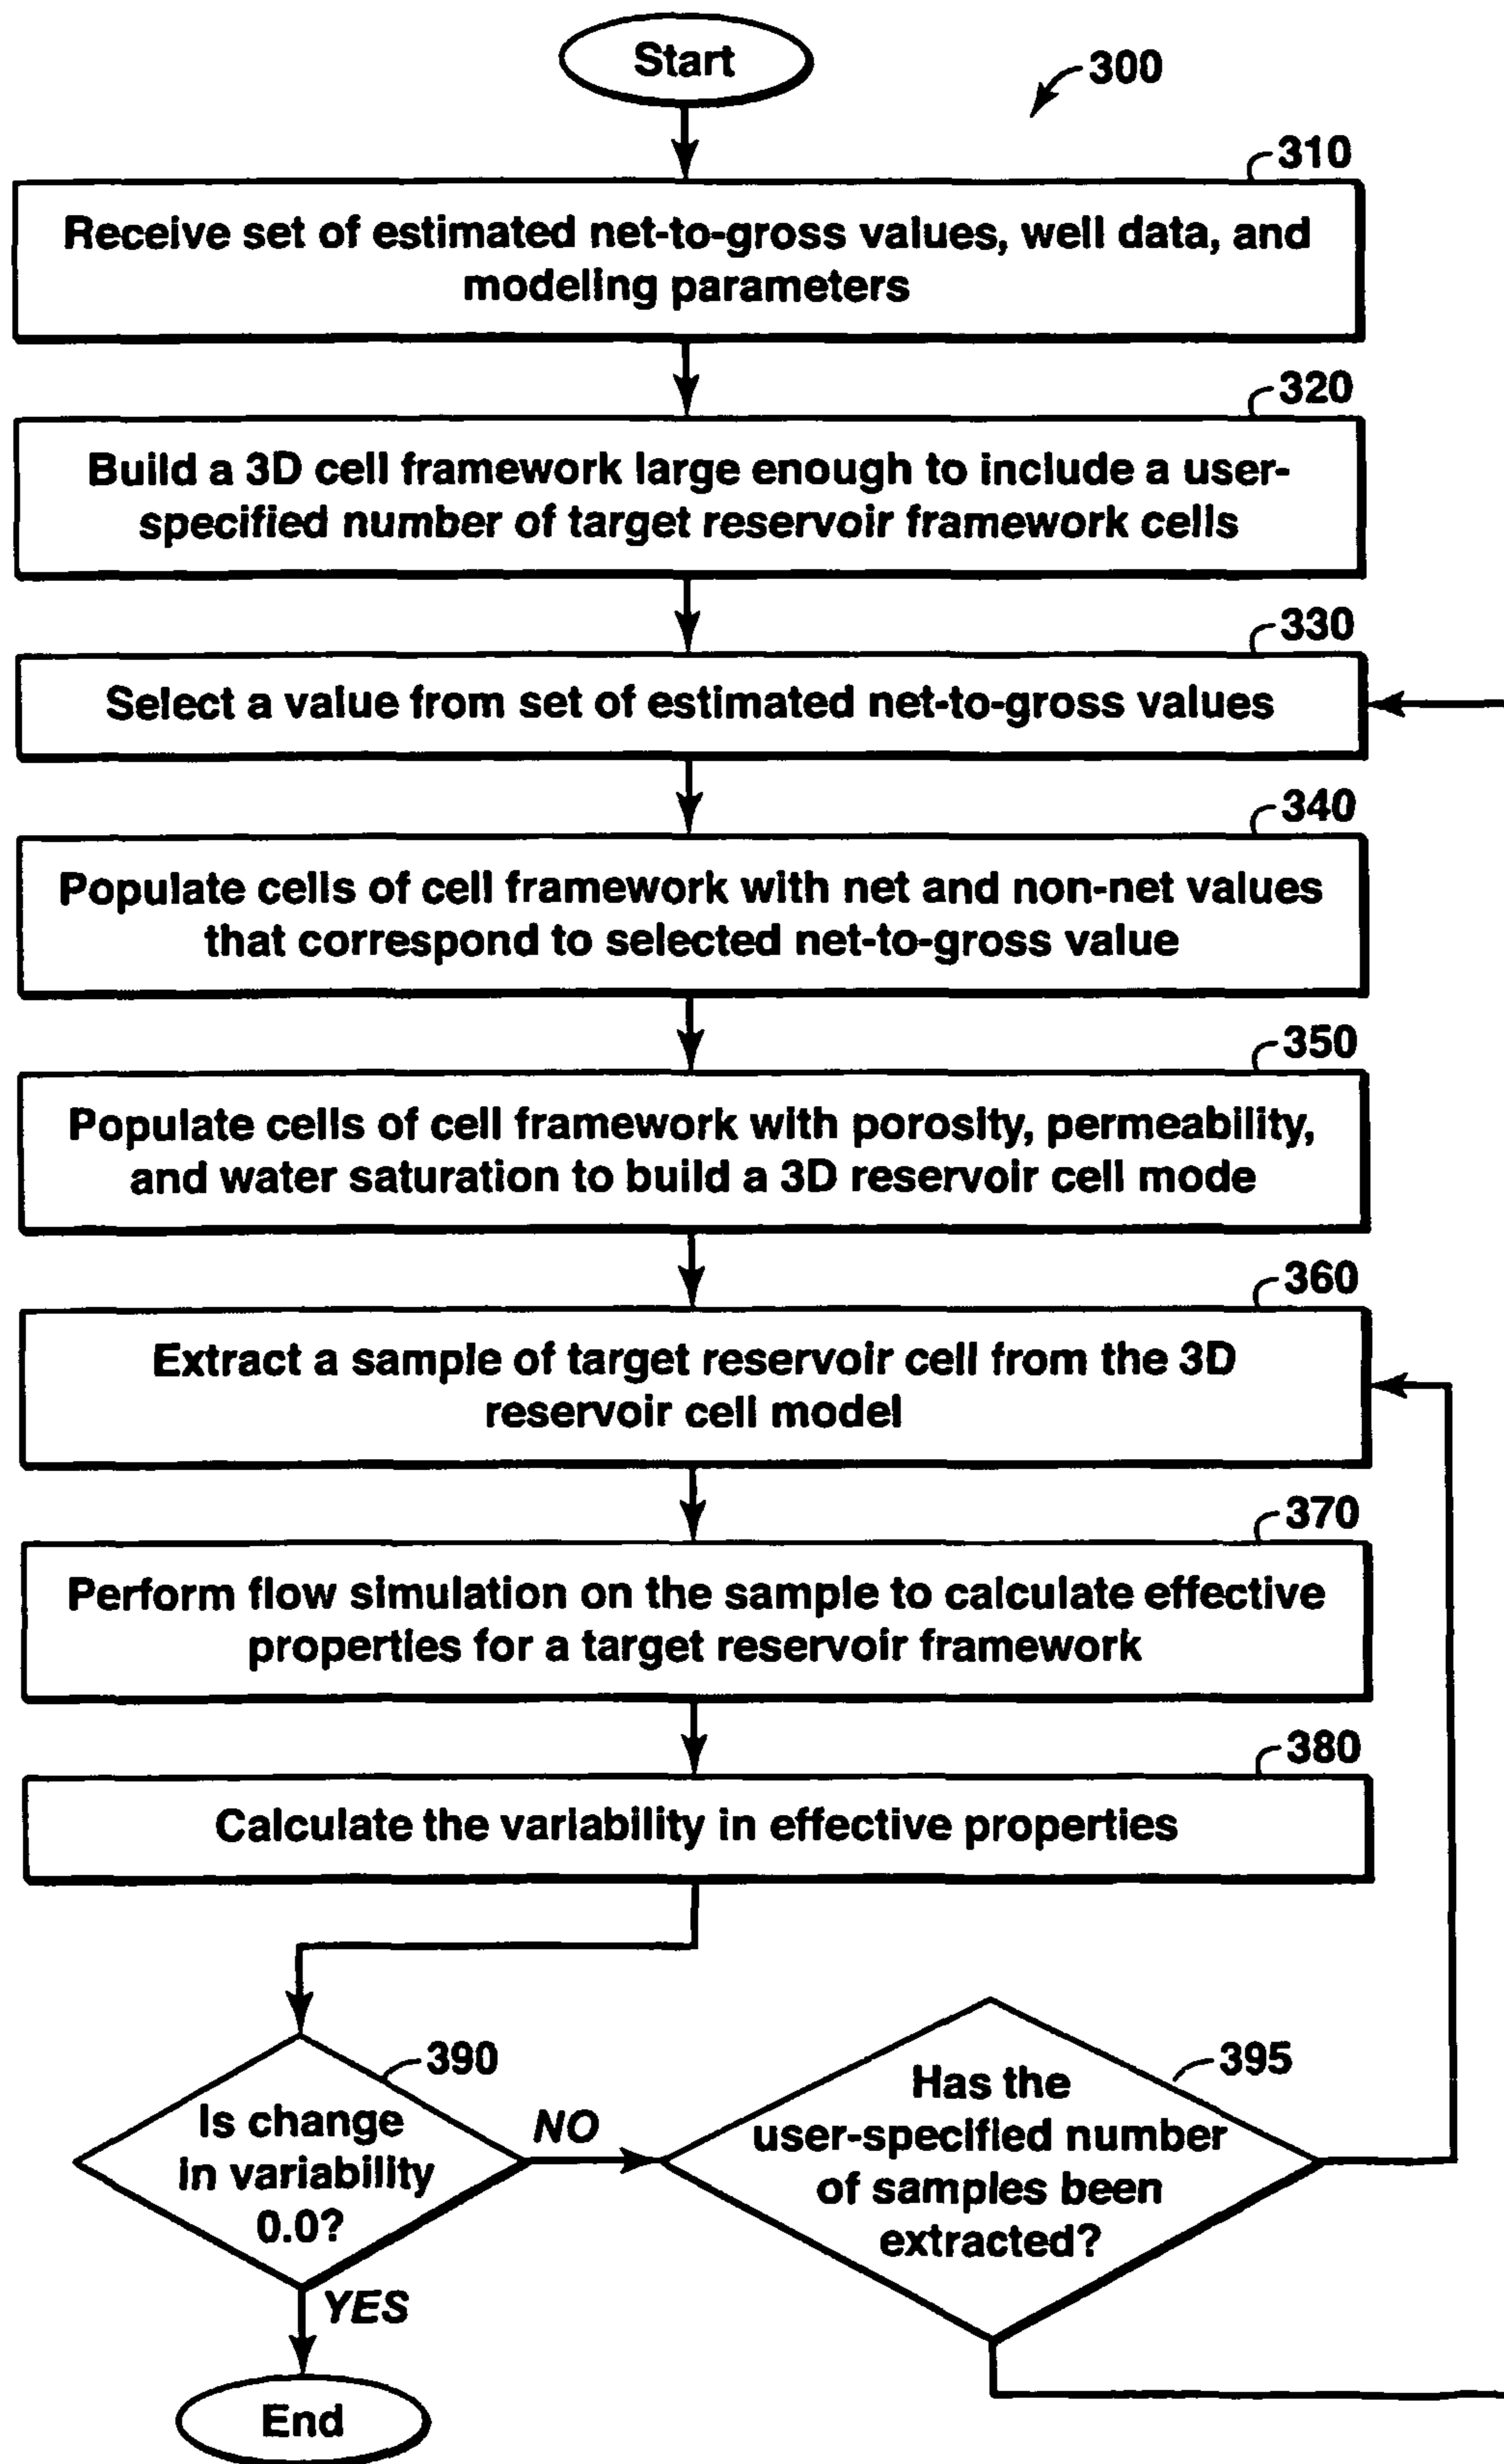 Start
300
310
Receive set of estimated net-to-gross values, well data, and
modeling parameters
320
Build a 3D cell framework large enough to include a user-
specified number of target reservoir framework cells
330
Select a value from set of estimated net-to-gross values
340
Populate cells of cell framework with net and non-net values
that correspond to selected net-to-gross value
350
Populate cells of cell framework with porosity, permeability,
and water saturation to build a 3D reservoir cell mode
360
Extract a sample of target reservoir cell from the 3D
reservoir cell model
370
Perform flow simulation on the sample to calculate effective
properties for a target reservoir framework
380
Calculate the variability in effective properties
390
Is change
in variability
0.0?
NO
395
Has the
user-specified number
of samples been
extracted?
YES
End